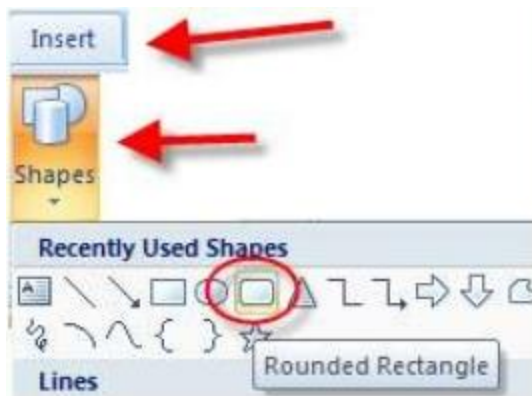 Insert
Shapes
Recently Used Shapes
Rounded Rectangle
Lines